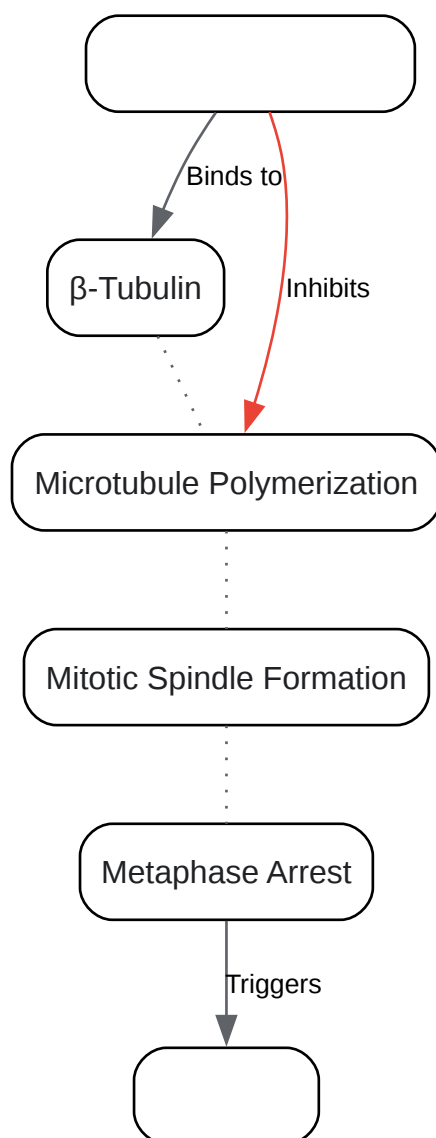 Binds to
β-Tubulin
Inhibits
Microtubule Polymerization
Mitotic Spindle Formation
Metaphase Arrest
Triggers